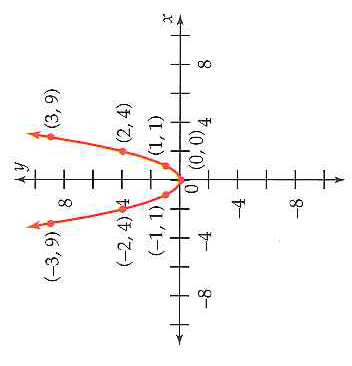 y
(−3, 9) (3, 9)
8
(−2, 4) 4 (2, 4)
(−1, 1) (1, 1)
x
0 (0, 0)
−8 −4 4 8
−4
−8